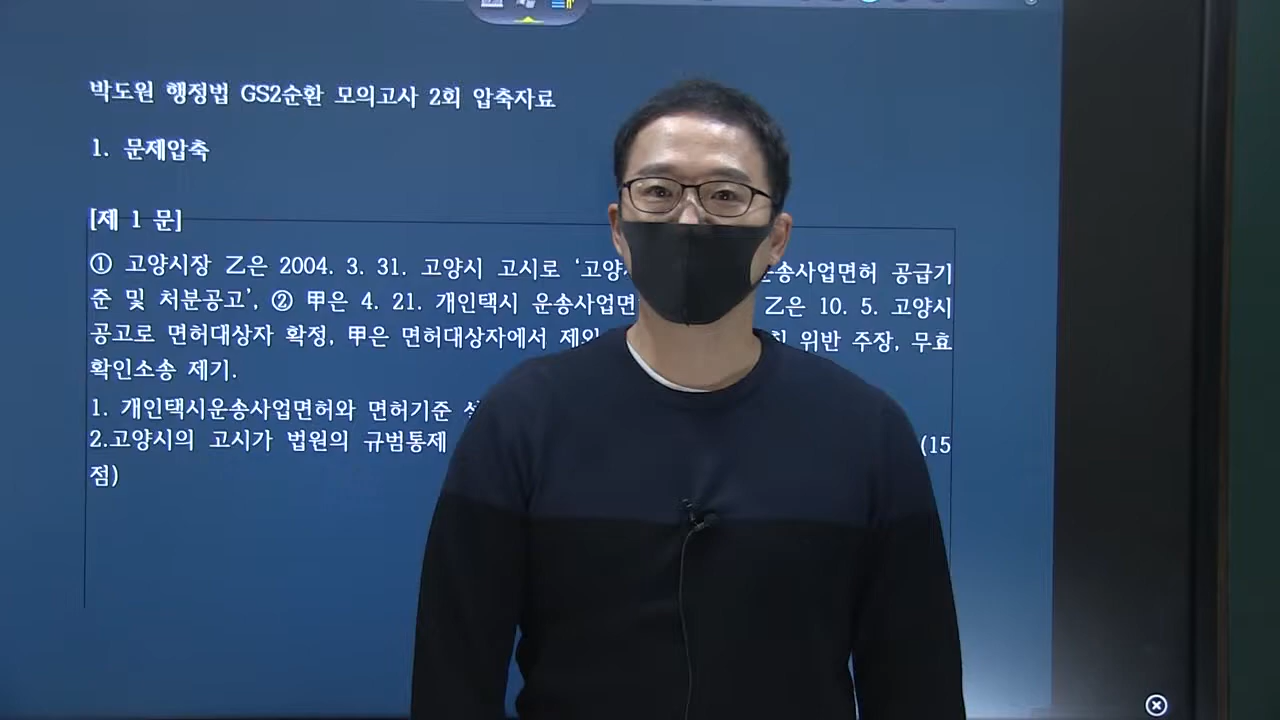 박도원 행정법 GS2순환 모의고사 2회 압축자료
1. 문제압축
[제 1 문]
① 고양시장 乙은 2004. 3. 31. 고양시 고시로 ‘고양 운송사업면허 공급기
준 및 처분공고’, ② 甲은 4. 21. 개인택시 운송사업면 乙은 10. 5. 고양시
공고로 면허대상자 확정, 甲은 면허대상자에서 제외 위반 주장, 무효
확인소송 제기.
1. 개인택시운송사업면허와 면허기준
2.고양시의 고시가 법원의 규범통제 (15
점)